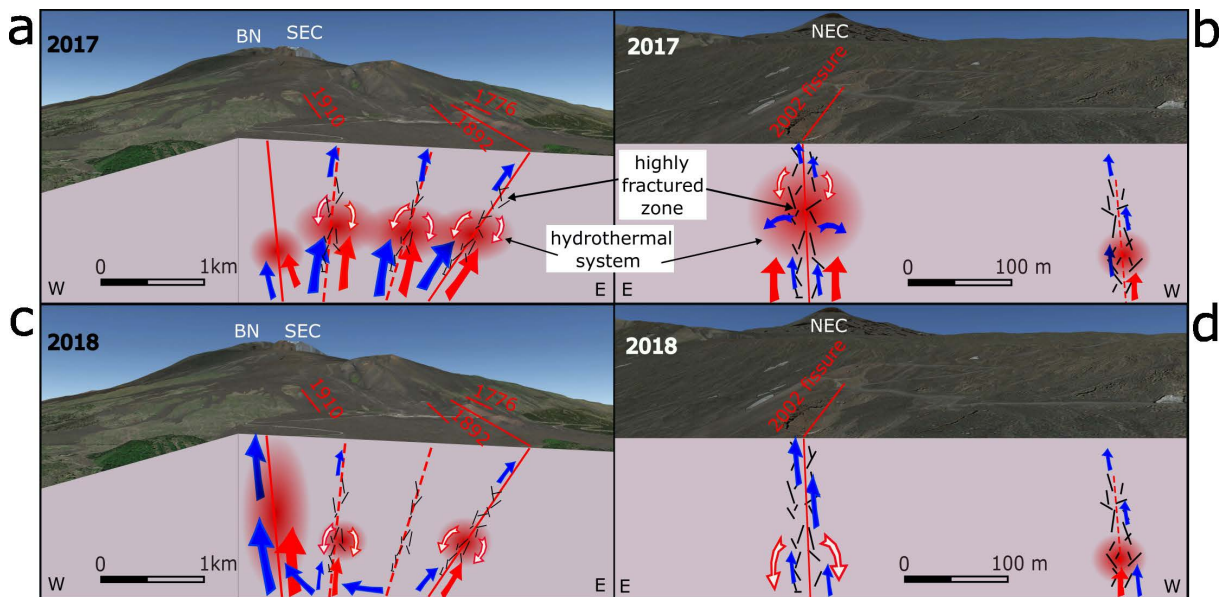 a
2017
BN
SEC
1910
1776
1892
0
1km
W
E
b
2017
NEC
2002 fissure
highly
fractured
zone
hydrothermal
system
0
100 m
E
W
c
2018
BN
SEC
1910
1776
1892
0
1km
W
E
d
2018
NEC
2002 fissure
0
100 m
E
W